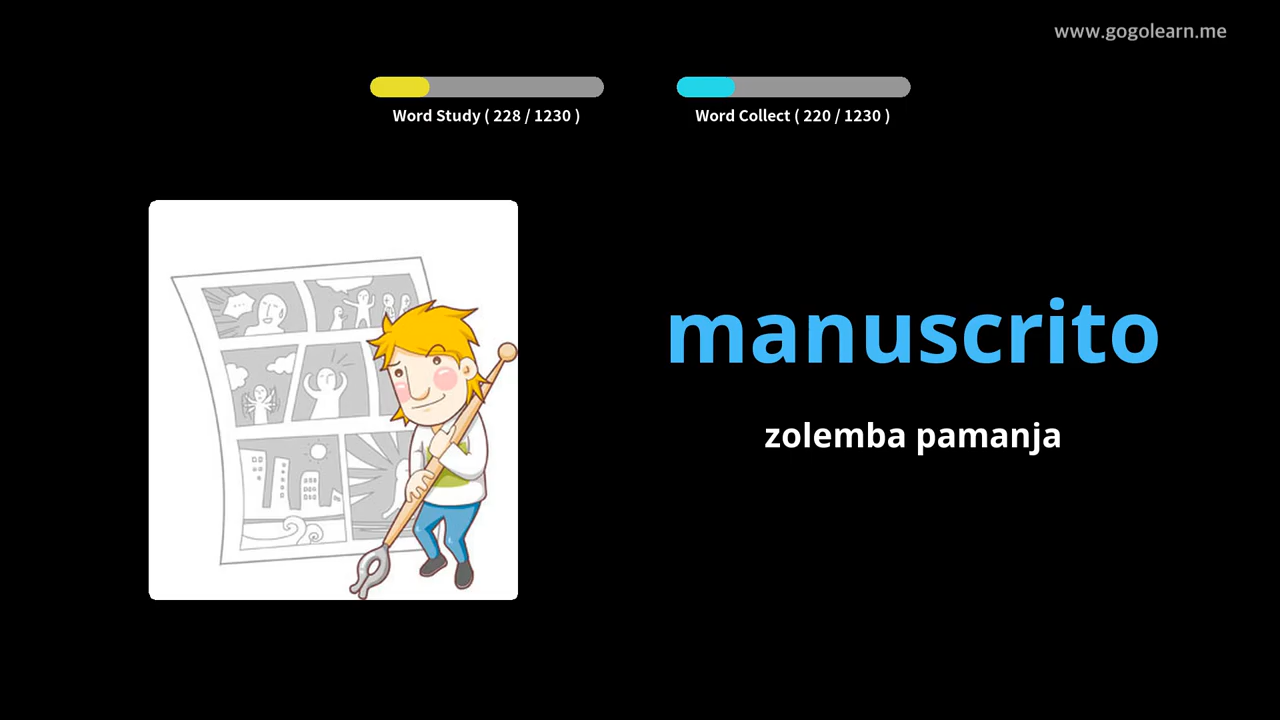 www.gogolearn.me
Word Study ( 228 / 1230 )
Word Collect ( 220 / 1230 )
manuscrito
zolemba pamanja